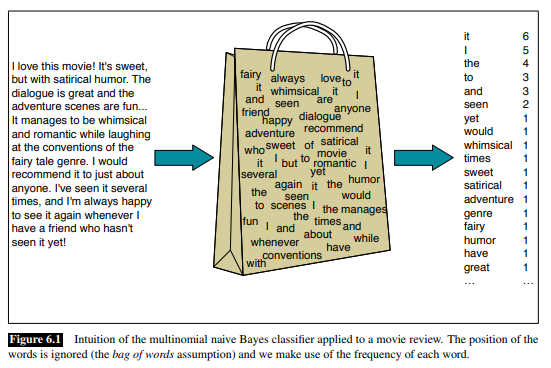 I love this movie! It's sweet,
but with satirical humor. The
dialogue is great and the
adventure scenes are fun...
It manages to be whimsical
and romantic while laughing
at the conventions of the
fairy tale genre. I would
recommend it to just about
anyone. I've seen it several
times, and I'm always happy
to see it again whenever I
have a friend who hasn't
seen it yet!
fairy always love to it
it whimsical it I
and seen are anyone
friend happy dialogue
adventure recommend
who sweet of satirical
it I but to romantic movie it I
several yet
again it the humor
the seen would
to scenes I the manages
fun I and the times and
whenever about while
have
conventions
with
it 6
I 5
the 4
to 3
and 3
seen 2
yet 1
would 1
whimsical 1
times 1
sweet 1
satirical 1
adventure 1
genre 1
fairy 1
humor 1
have 1
great 1
... ...
Figure 6.1 Intuition of the multinomial naive Bayes classifier applied to a movie review. The position of the
words is ignored (the bag of words assumption) and we make use of the frequency of each word.